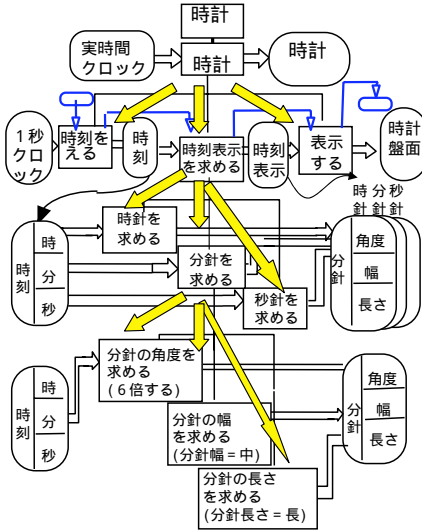 時計
実時間
クロック
時計
時計
1秒
クロ
ック
時刻を
える
時
刻
時刻表示
を求める
時刻
表示
表示
する
時計
盤面
時 分 秒
針 針 針
時刻
時
分
秒
時針を
求める
分針を
求める
秒針を
求める
分針
角度
幅
長さ
時刻
時
分
秒
分針の角度を
求める
(6倍する)
分針の幅
を求める
(分針幅=中)
分針の長さ
を求める
(分針長さ=長)
分針
角度
幅
長さ